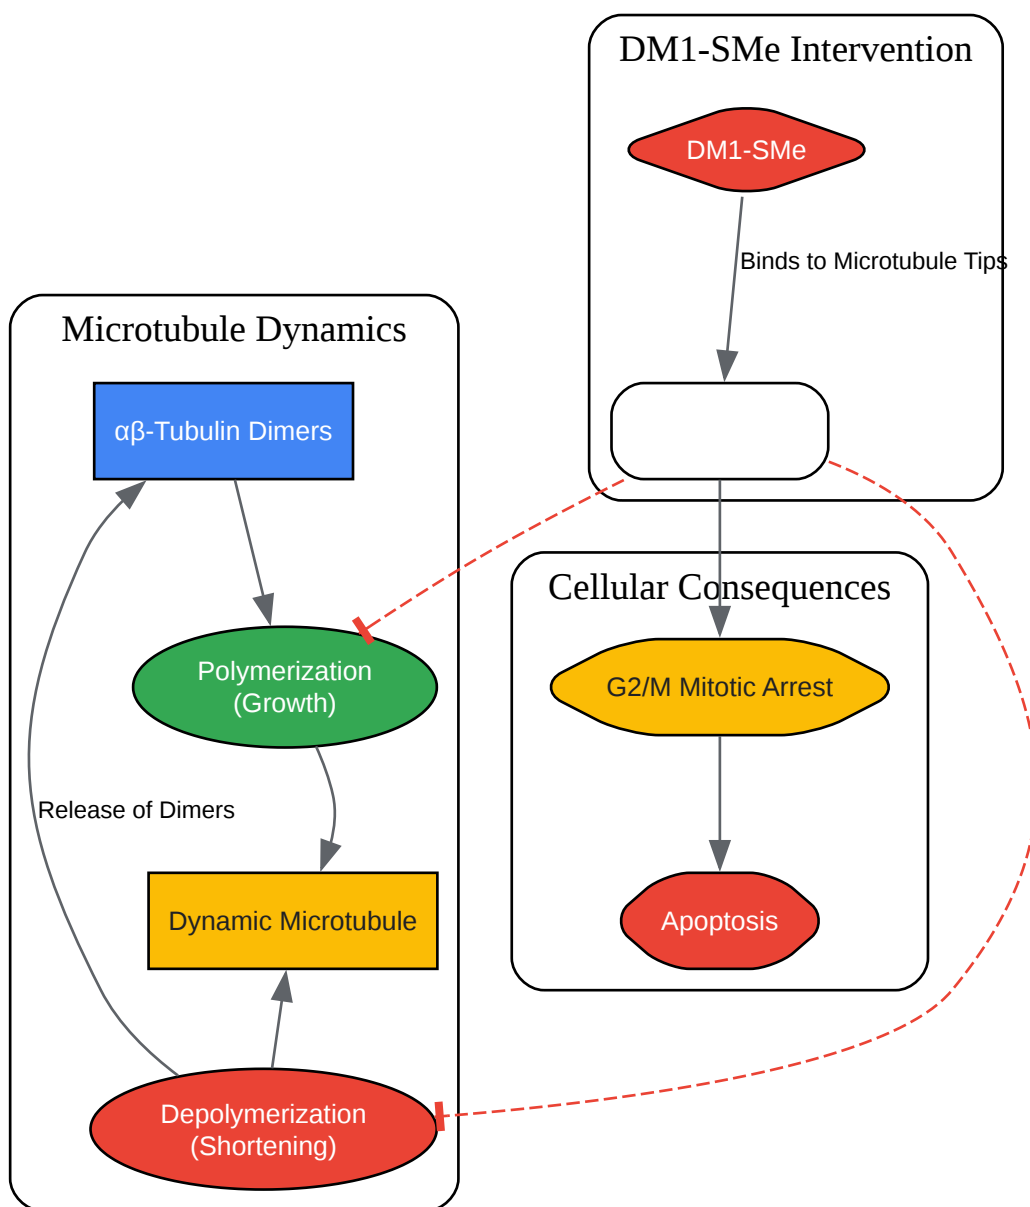 DM1-SMe Intervention
DM1-SMe
Binds to Microtubule Tips
Microtubule Dynamics
αβ-Tubulin Dimers
Polymerization
(Growth)
Release of Dimers
Dynamic Microtubule
Depolymerization
(Shortening)
Cellular Consequences
G2/M Mitotic Arrest
Apoptosis